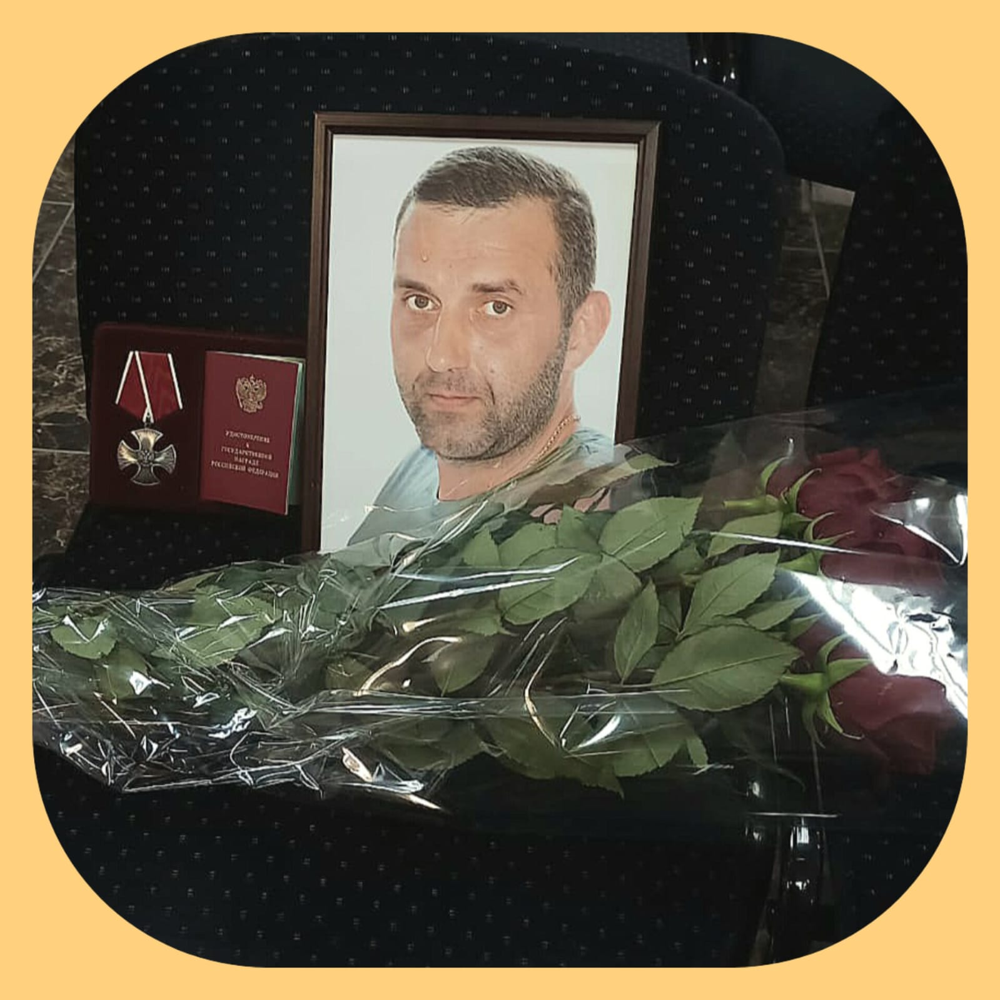 УДОСТОВЕРЕНИЕ
К
ГОСУДАРСТВЕННОЙ
НАГРАДЕ
РОССИЙСКОЙ ФЕДЕРАЦИИ